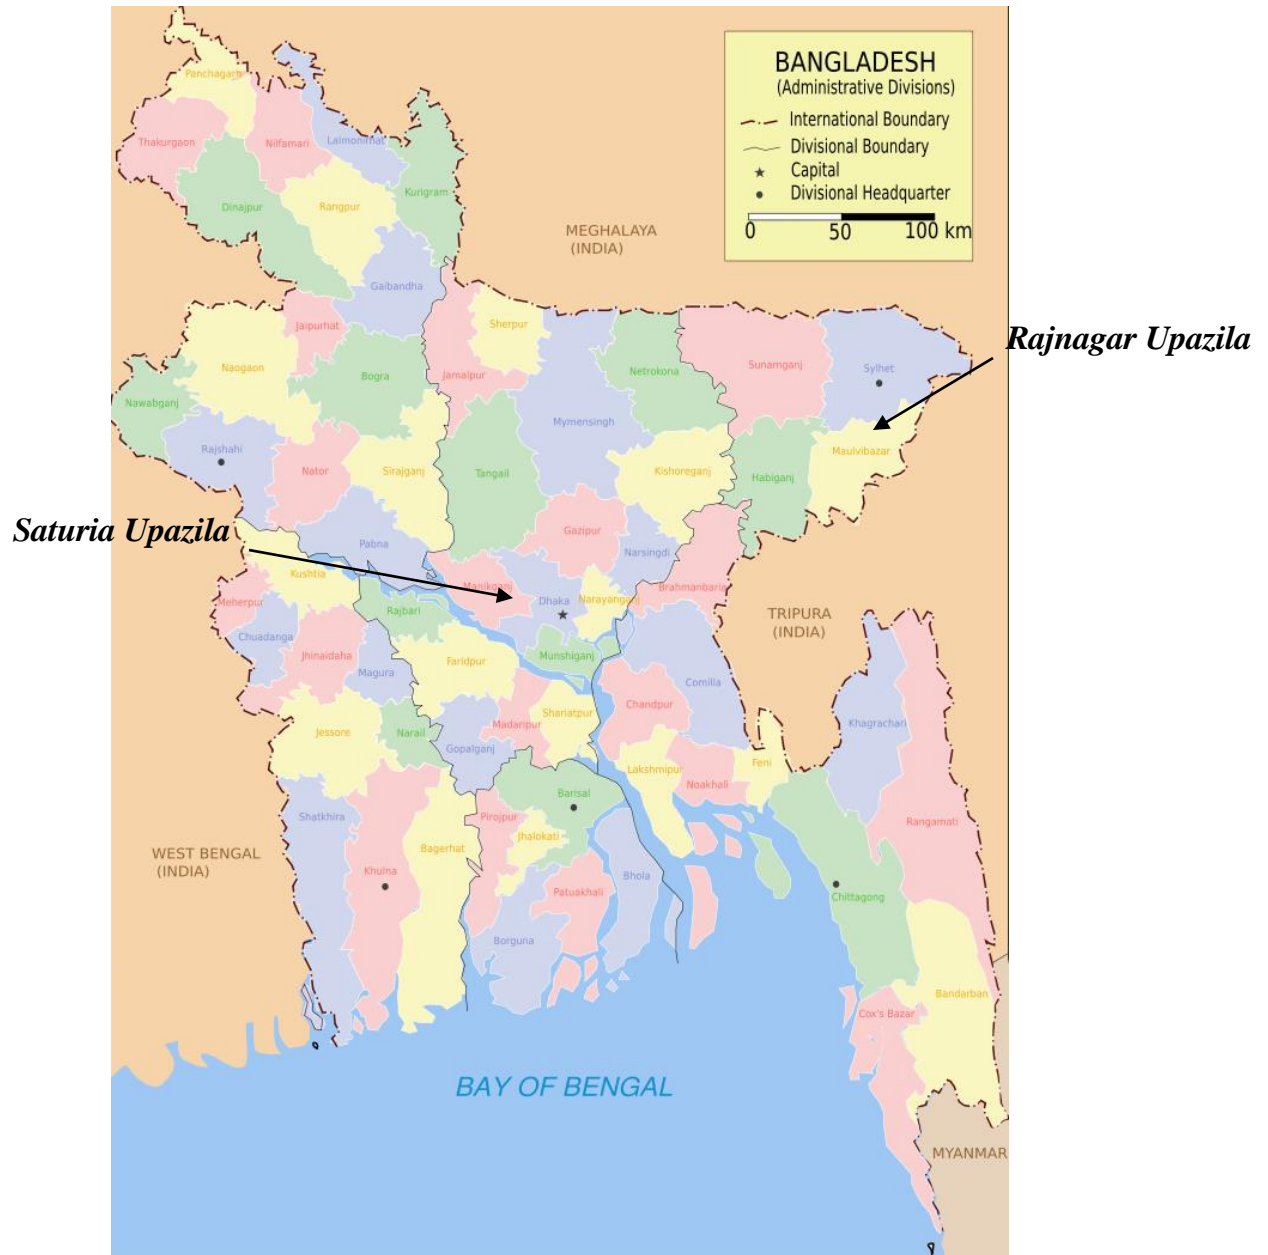 BANGLADESH
(Administrative Divisions)
International Boundary
Divisional Boundary
Capital
Divisional Headquarter
0 50 100 km
Panchagarh
Thakurgaon
Nilfamari
Lalmonirhat
Dinajpur
Rangpur
Kurigram
MEGHALAYA
(INDIA)
Gaibandha
Jaipurhat
Sherpur
Rajnagar Upazila
Naogaon
Bogra
Jamalpur
Netrokona
Sunamganj
Sylhet
Nawabganj
Mymensingh
Rajshahi
Nator
Sirajganj
Tangail
Kishoreganj
Habiganj
Maulvibazar
Saturia Upazila
Pabna
Gazipur
Narsingdi
Kushtia
Manikganj
Meherpur
Rajbari
Dhaka
Narayanganj
Brahmanbaria
TRIPURA
(INDIA)
Chuadanga
Jhinaidaha
Magura
Faridpur
Munshiganj
Comilla
Jessore
Narail
Gopalganj
Madaripur
Shariatpur
Chandpur
Khagrachari
Lakshmipur
Noakhali
Feni
Shatkhira
Barisal
Pirojpur
Jhalokati
Rangamati
WEST BENGAL
(INDIA)
Khulna
Bagerhat
Patuakhali
Bhola
Chittagong
Borguna
Bandarban
Cox's Bazar
BAY OF BENGAL
MYANMAR